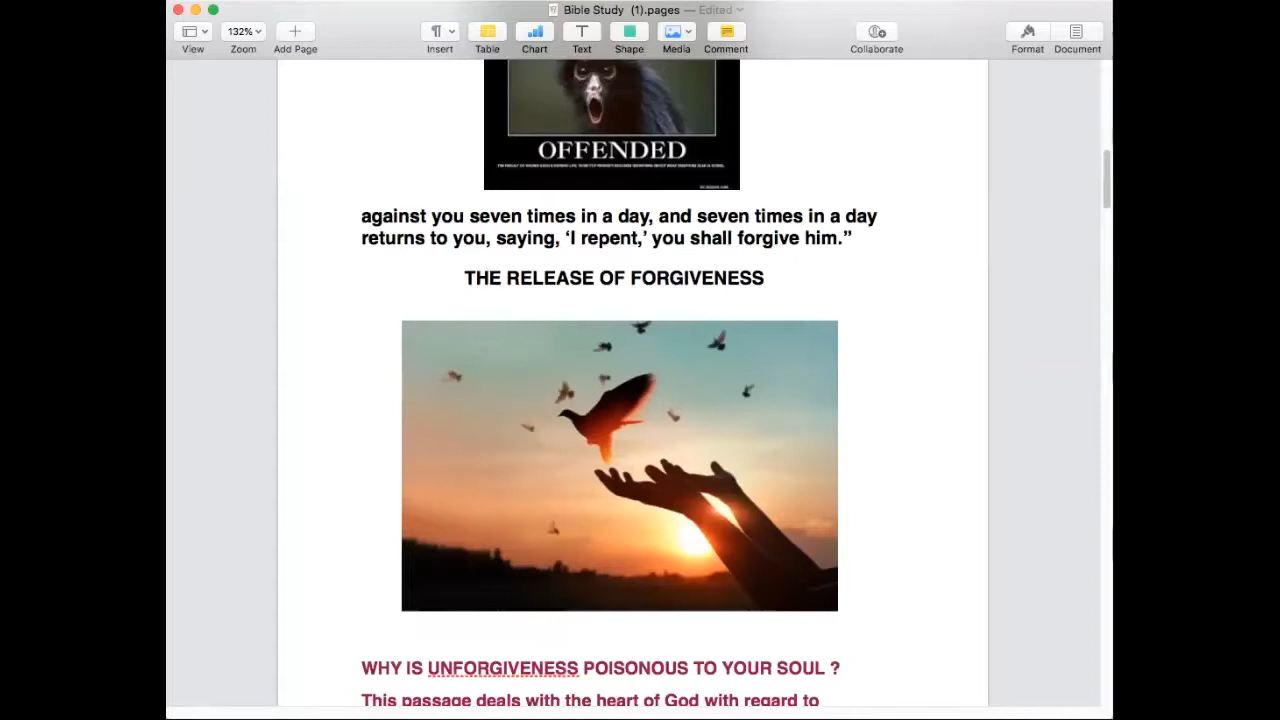 Bible Study (1).pages — Edited
132%
View
Zoom
Add Page
Insert
Table
Chart
Text
Shape
Media
Comment
Collaborate
Format
Document
OFFENDED
against you seven times in a day, and seven times in a day
returns to you, saying, ‘I repent,’ you shall forgive him.”
THE RELEASE OF FORGIVENESS
WHY IS UNFORGIVENESS POISONOUS TO YOUR SOUL ?
This passage deals with the heart of God with regard to